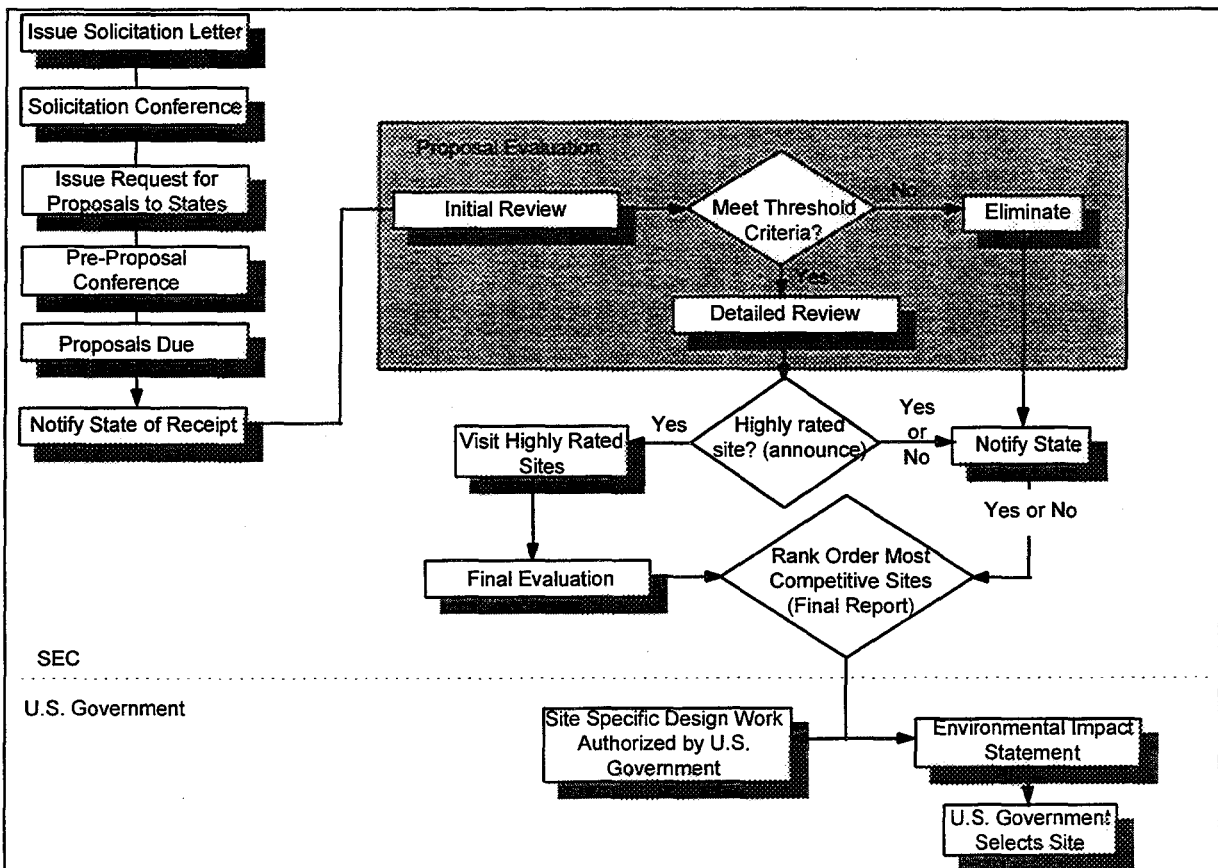 Issue Solicitation Letter
Solicitation Conference
Issue Request for
Proposals to States
Pre-Proposal
Conference
Proposals Due
Notify State of Receipt
Proposal Evaluation
Initial Review
Meet Threshold
Criteria?
No
Eliminate
Yes
Detailed Review
Highly rated
site? (announce)
Yes
Visit Highly Rated
Sites
Yes
or
No
Notify State
Yes or No
Final Evaluation
Rank Order Most
Competitive Sites
(Final Report)
SEC
U.S. Government
Site Specific Design Work
Authorized by U.S.
Government
Environmental Impact
Statement
U.S. Government
Selects Site